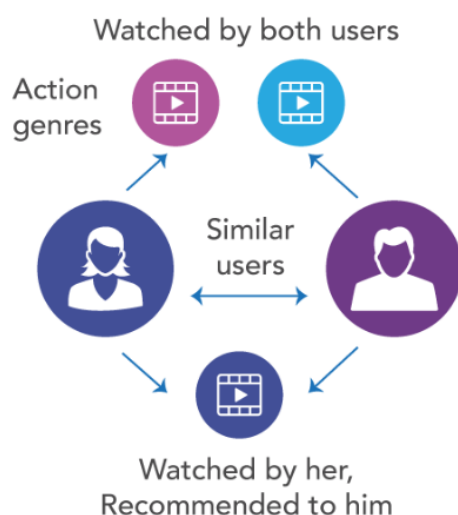 Watched by both users
Action
genres
Similar
users
Watched by her,
Recommended to him